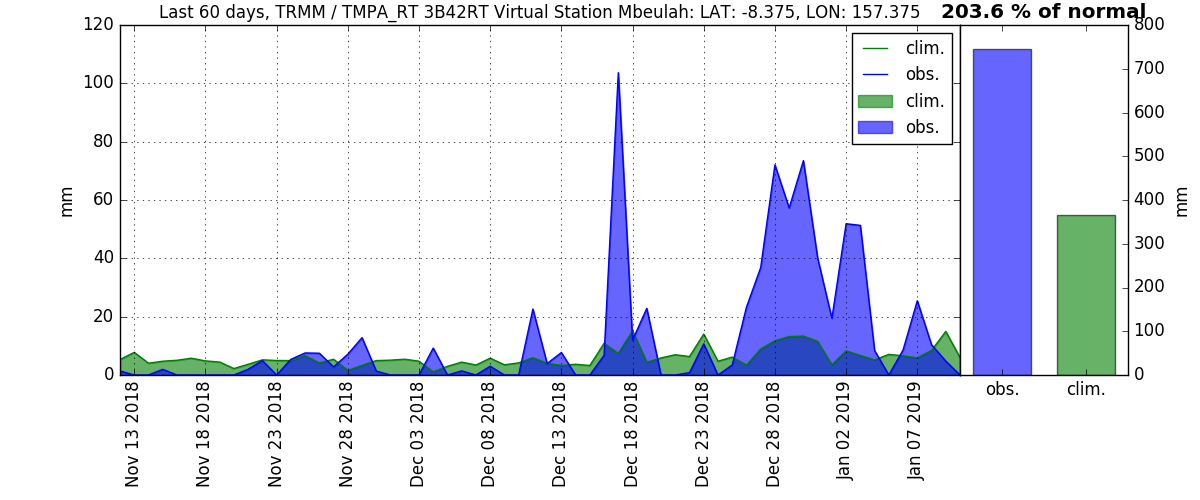 Last 60 days, TRMM / TMPA_RT 3B42RT Virtual Station Mbeulah: LAT: -8.375, LON: 157.375
203.6 % of normal
120
100
80
60
40
20
0
mm
clim.
obs.
clim.
obs.
800
700
600
500
400
300
200
100
0
mm
Nov 13 2018
Nov 18 2018
Nov 23 2018
Nov 28 2018
Dec 03 2018
Dec 08 2018
Dec 13 2018
Dec 18 2018
Dec 23 2018
Dec 28 2018
Jan 02 2019
Jan 07 2019
obs.
clim.